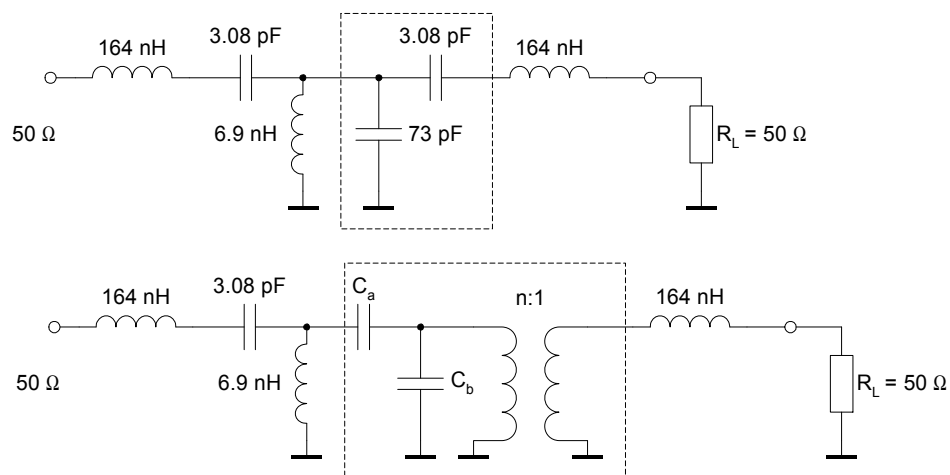 3.08 pF
3.08 pF
164 nH
164 nH
50 Ω
6.9 nH
73 pF
R_L = 50 Ω
3.08 pF
C_a
n:1
164 nH
164 nH
50 Ω
6.9 nH
C_b
R_L = 50 Ω